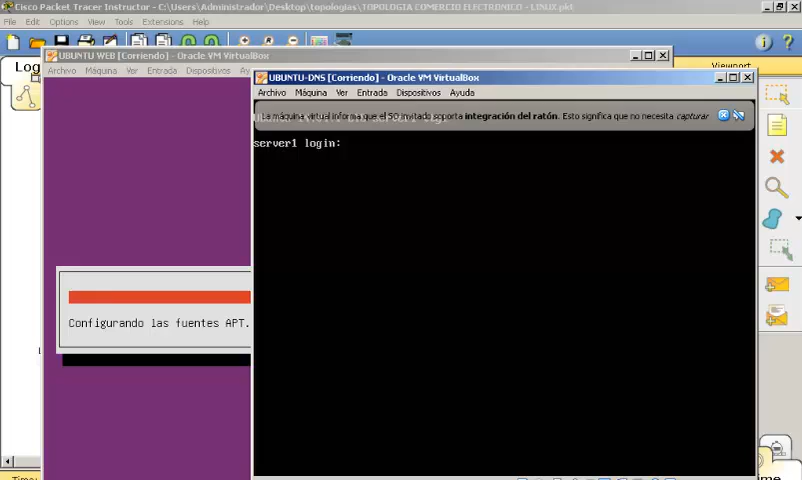 Cisco Packet Tracer Instructor - C:\Users\Administrador\Desktop\topologias\TOPOLOGIA COMERCIO ELECTRONICO - LINUX.pkt
File Edit Options View Tools Extensions Help
UBUNTU WEB [Corriendo] - Oracle VM VirtualBox
Log
Viewport
Archivo Máquina Ver Entrada Dispositivos Ay
UBUNTU-DNS [Corriendo] - Oracle VM VirtualBox
Archivo Máquina Ver Entrada Dispositivos Ayuda
La máquina virtual informa que el SO invitado soporta integración del ratón. Esto significa que no necesita capturar
server1 login:
Configurando las fuentes APT.